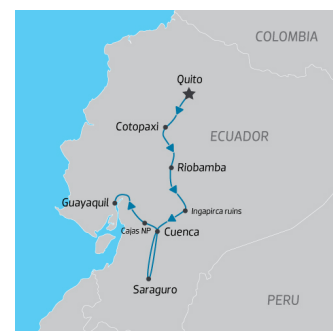 COLOMBIA
Quito
Cotopaxi
ECUADOR
Riobamba
Guayaquil
Ingapirca ruins
Cajas NP
Cuenca
Saraguro
PERU